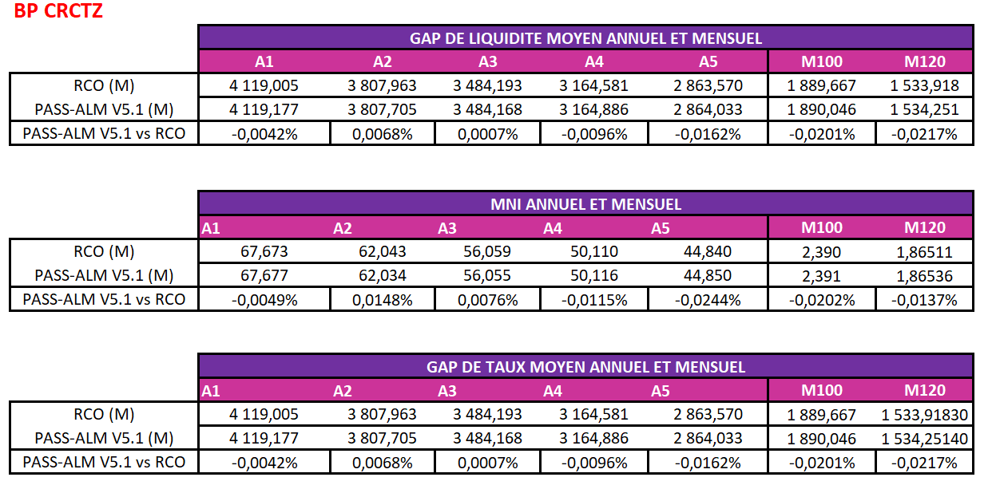 BP CRCTZ
GAP DE LIQUIDITE MOYEN ANNUEL ET MENSUEL
A1 A2 A3 A4 A5 M100 M120
RCO (M) 4 119,005 3 807,963 3 484,193 3 164,581 2 863,570 1 889,667 1 533,918
PASS-ALM V5.1 (M) 4 119,177 3 807,705 3 484,168 3 164,886 2 864,033 1 890,046 1 534,251
PASS-ALM V5.1 vs RCO -0,0042% 0,0068% 0,0007% -0,0096% -0,0162% -0,0201% -0,0217%
MNI ANNUEL ET MENSUEL
A1 A2 A3 A4 A5 M100 M120
RCO (M) 67,673 62,043 56,059 50,110 44,840 2,390 1,86511
PASS-ALM V5.1 (M) 67,677 62,034 56,055 50,116 44,850 2,391 1,86536
PASS-ALM V5.1 vs RCO -0,0049% 0,0148% 0,0076% -0,0115% -0,0244% -0,0202% -0,0137%
GAP DE TAUX MOYEN ANNUEL ET MENSUEL
A1 A2 A3 A4 A5 M100 M120
RCO (M) 4 119,005 3 807,963 3 484,193 3 164,581 2 863,570 1 889,667 1 533,91830
PASS-ALM V5.1 (M) 4 119,177 3 807,705 3 484,168 3 164,886 2 864,033 1 890,046 1 534,25140
PASS-ALM V5.1 vs RCO -0,0042% 0,0068% 0,0007% -0,0096% -0,0162% -0,0201% -0,0217%